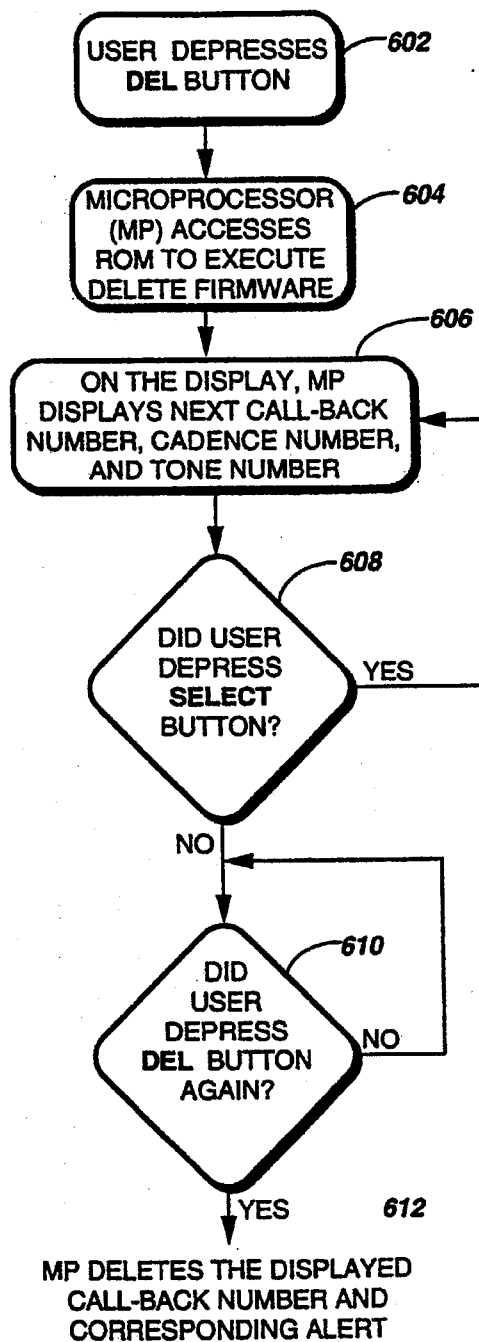 USER DEPRESSES
DEL BUTTON
602
MICROPROCESSOR
(MP) ACCESSES
ROM TO EXECUTE
DELETE FIRMWARE
604
606
ON THE DISPLAY, MP
DISPLAYS NEXT CALL-BACK
NUMBER, CADENCE NUMBER,
AND TONE NUMBER
608
DID USER
DEPRESS
SELECT
BUTTON?
YES
NO
610
DID
USER
DEPRESS
DEL BUTTON
AGAIN?
NO
YES
612
MP DELETES THE DISPLAYED
CALL-BACK NUMBER AND
CORRESPONDING ALERT